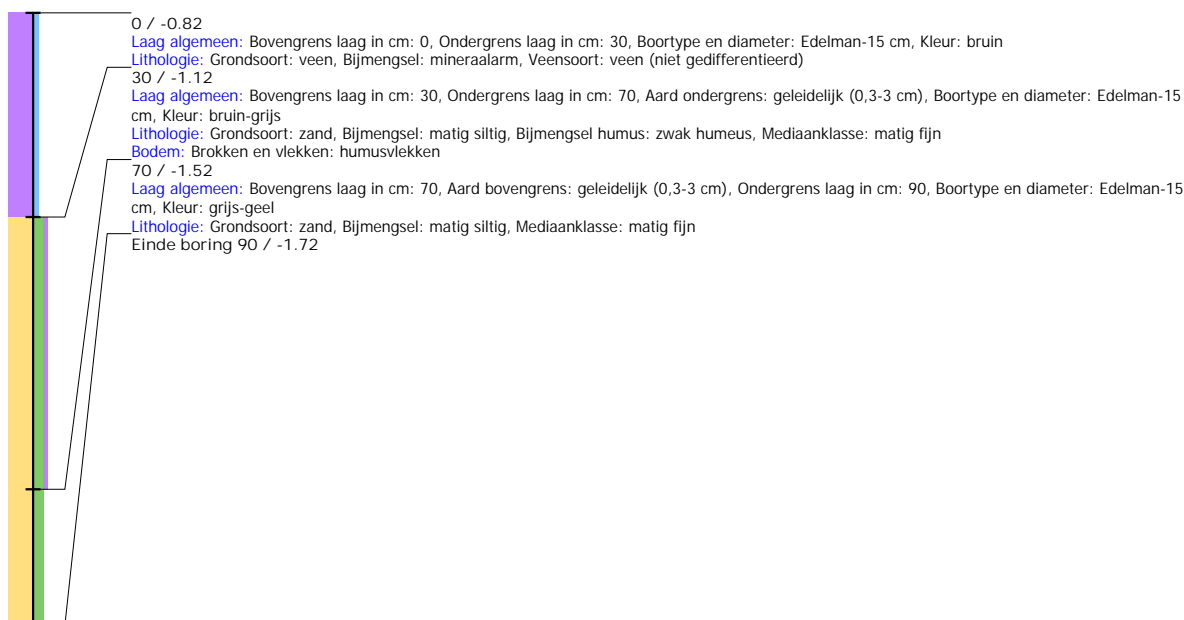 0 / -0.82
Laag algemeen: Bovengrens laag in cm: 0, Ondergrens laag in cm: 30, Boortype en diameter: Edelman-15 cm, Kleur: bruin
Lithologie: Grondsoort: veen, Bijmengsel: mineraalarm, Veensoort: veen (niet gedifferentieerd)
30 / -1.12
Laag algemeen: Bovengrens laag in cm: 30, Ondergrens laag in cm: 70, Aard ondergrens: geleidelijk (0,3-3 cm), Boortype en diameter: Edelman-15
cm, Kleur: bruin-grijs
Lithologie: Grondsoort: zand, Bijmengsel: matig siltig, Bijmengsel humus: zwak humeus, Mediaanklasse: matig fijn
Bodem: Brokken en vlekken: humusvlekken
70 / -1.52
Laag algemeen: Bovengrens laag in cm: 70, Aard bovengrens: geleidelijk (0,3-3 cm), Ondergrens laag in cm: 90, Boortype en diameter: Edelman-15
cm, Kleur: grijs-geel
Lithologie: Grondsoort: zand, Bijmengsel: matig siltig, Mediaanklasse: matig fijn
Einde boring 90 / -1.72